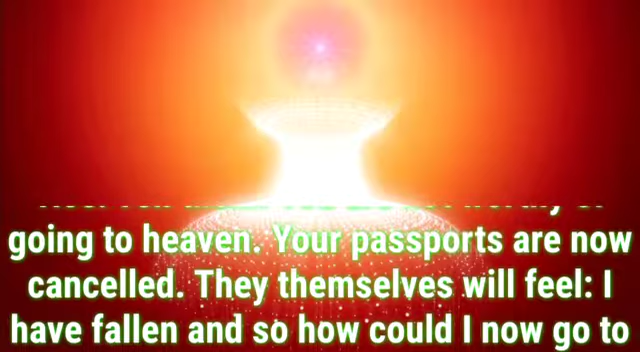 going to heaven. Your passports are now
cancelled. They themselves will feel: I
have fallen and so how could I now go to